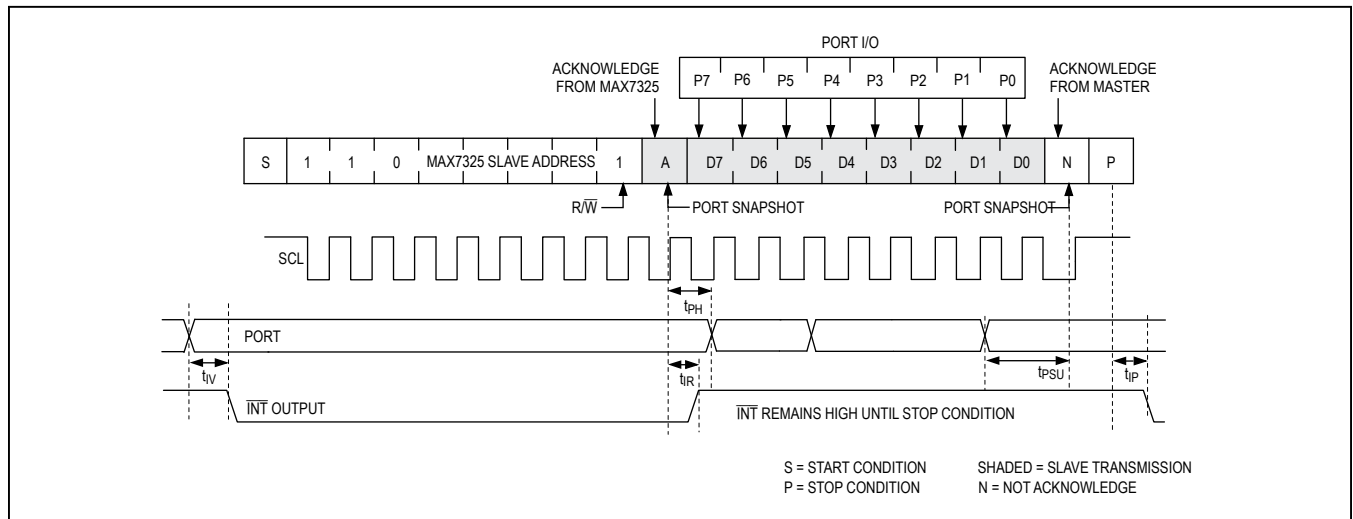 PORT I/O
ACKNOWLEDGE
FROM MAX7325
P7 P6 P5 P4 P3 P2 P1 P0
ACKNOWLEDGE
FROM MASTER
S 1 1 0 MAX7325 SLAVE ADDRESS 1 A D7 D6 D5 D4 D3 D2 D1 D0 N P
R/W̅ PORT SNAPSHOT PORT SNAPSHOT
SCL
tPH
PORT
tIV tIR tPSU tIP
I̅N̅T̅ OUTPUT I̅N̅T̅ REMAINS HIGH UNTIL STOP CONDITION
S = START CONDITION SHADED = SLAVE TRANSMISSION
P = STOP CONDITION N = NOT ACKNOWLEDGE